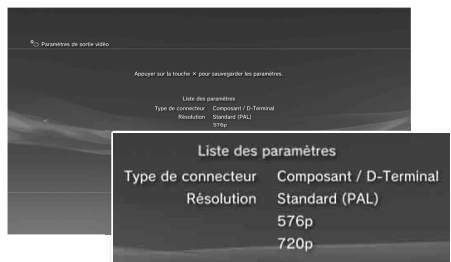 Paramètres de sortie vidéo
Appuyer sur la touche ✕ pour sauvegarder les paramètres.
Liste des paramètres
Type de connecteur Composant / D-Terminal
Résolution Standard (PAL)
576p
Liste des paramètres
Type de connecteur Composant / D-Terminal
Résolution Standard (PAL)
576p
720p